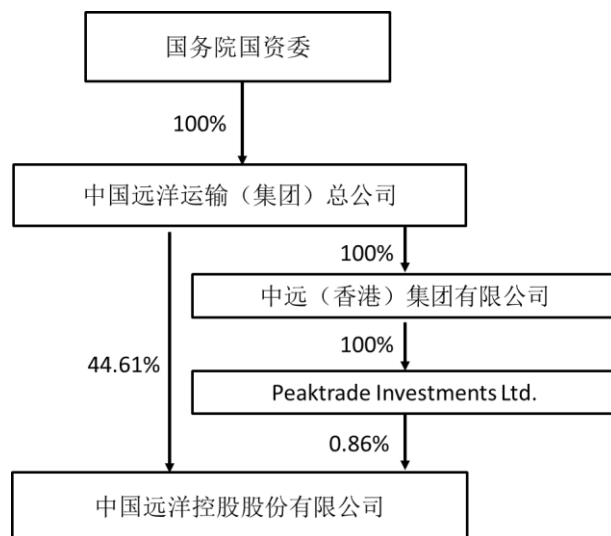 国务院国资委
100%
中国远洋运输（集团）总公司
100%
中远（香港）集团有限公司
100%
44.61%
Peaktrade Investments Ltd.
0.86%
中国远洋控股股份有限公司